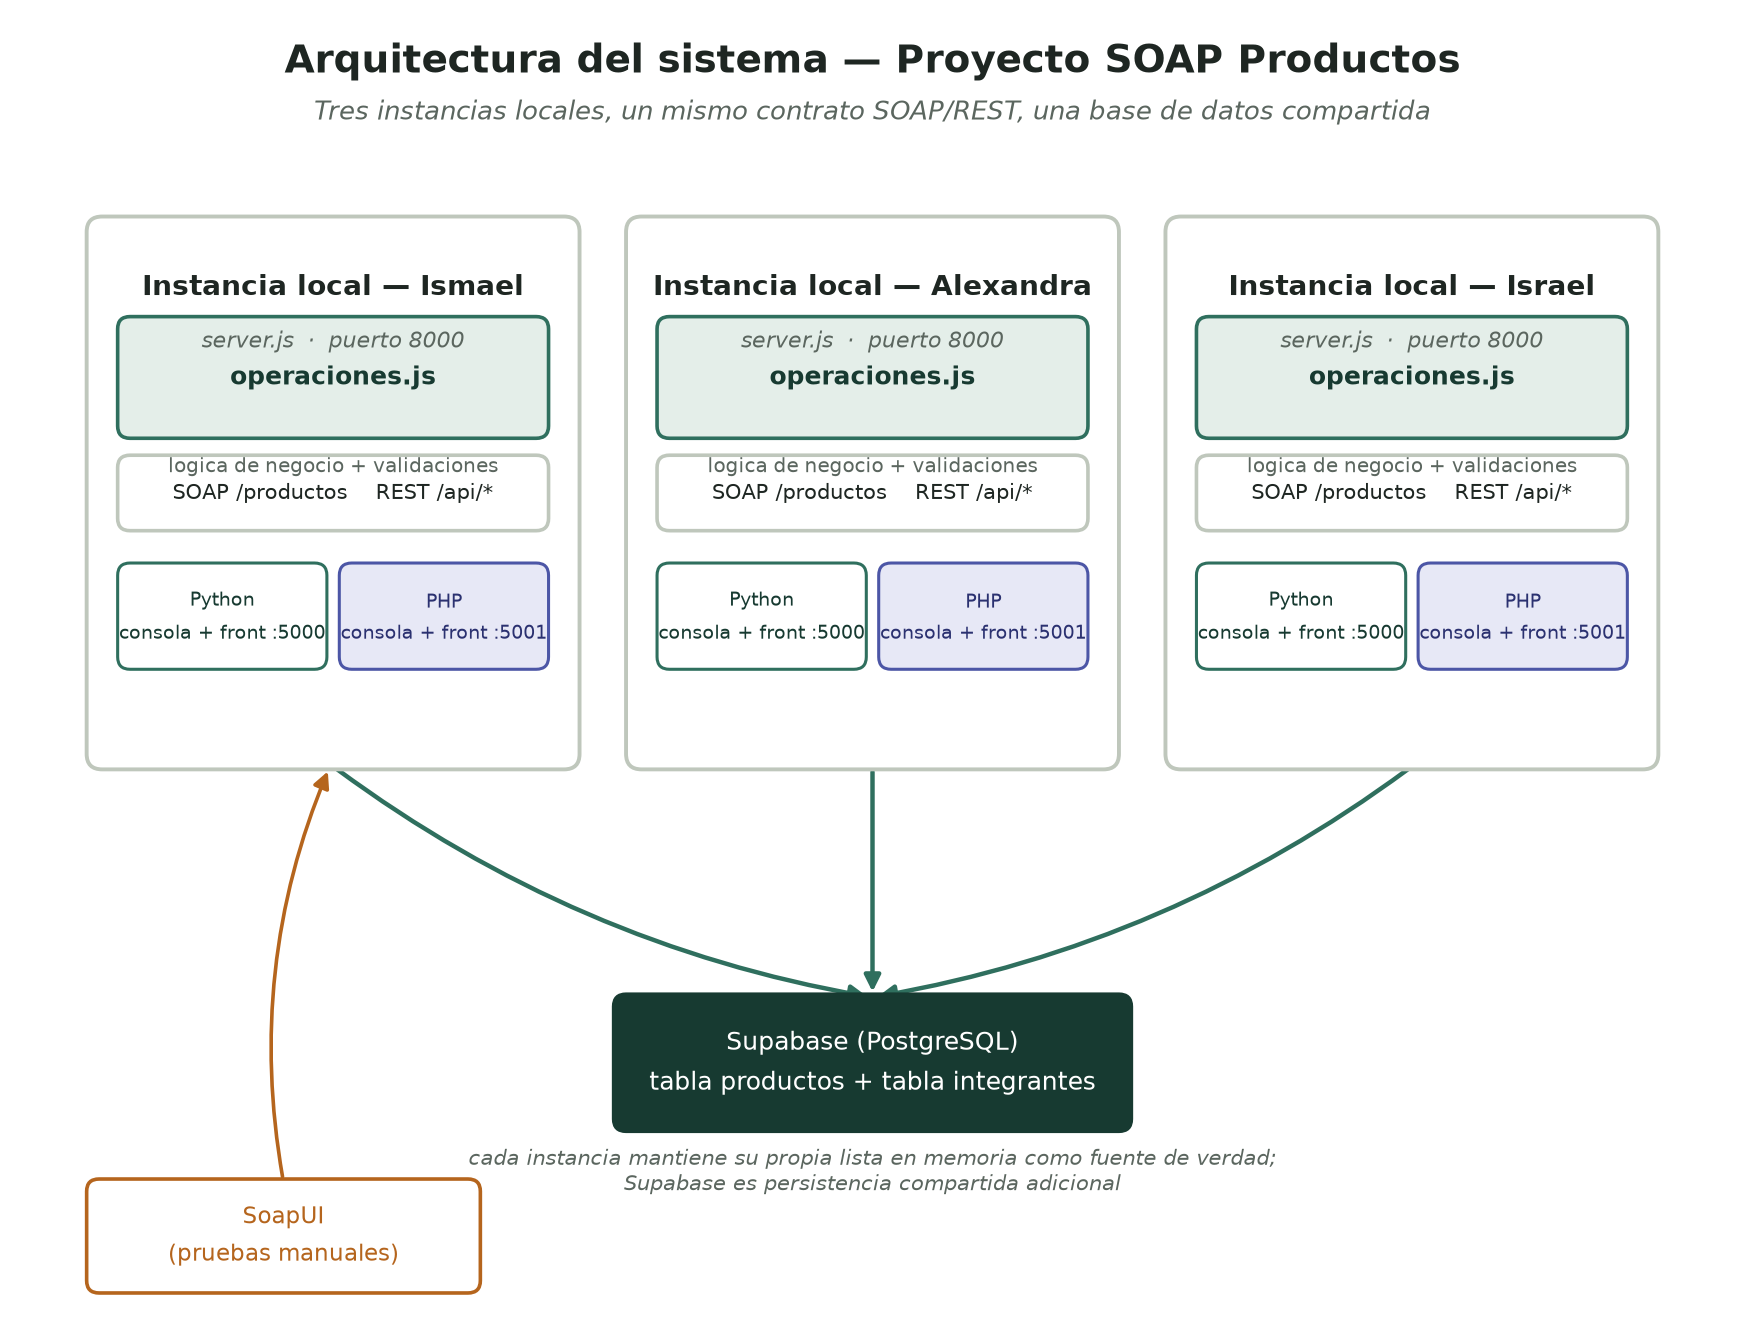 Arquitectura del sistema — Proyecto SOAP Productos
Tres instancias locales, un mismo contrato SOAP/REST, una base de datos compartida
Instancia local — Ismael
server.js · puerto 8000
operaciones.js
logica de negocio + validaciones
SOAP /productos REST /api/*
Python
consola + front :5000
PHP
consola + front :5001
Instancia local — Alexandra
server.js · puerto 8000
operaciones.js
logica de negocio + validaciones
SOAP /productos REST /api/*
Python
consola + front :5000
PHP
consola + front :5001
Instancia local — Israel
server.js · puerto 8000
operaciones.js
logica de negocio + validaciones
SOAP /productos REST /api/*
Python
consola + front :5000
PHP
consola + front :5001
Supabase (PostgreSQL)
tabla productos + tabla integrantes
cada instancia mantiene su propia lista en memoria como fuente de verdad;
Supabase es persistencia compartida adicional
SoapUI
(pruebas manuales)